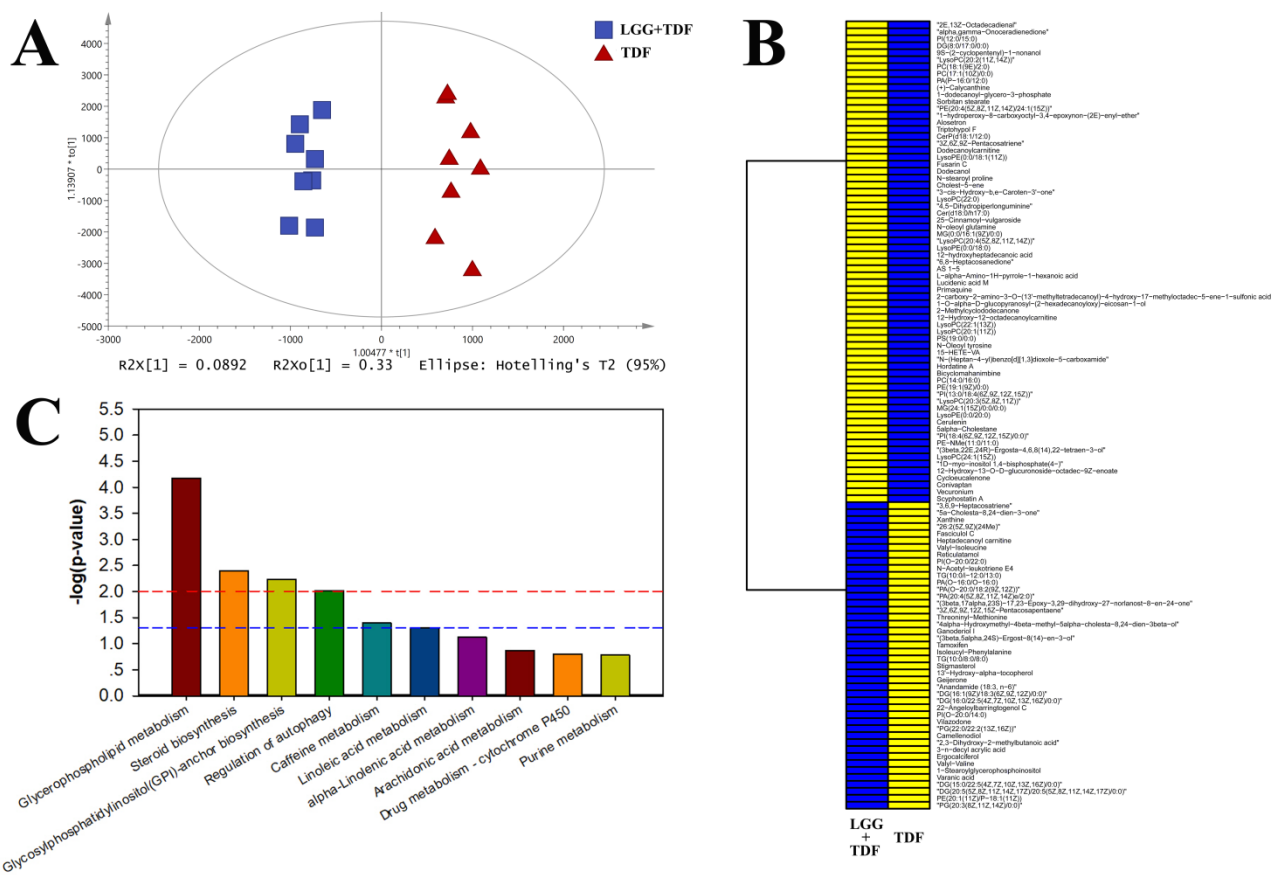 A
LGG+TDF
TDF
4000
3000
2000
1000
0
-1000
-2000
-3000
-4000
-5000
1.13907 * to[1]
-3000
-2000
-1000
0
1000
2000
1.00477 * t[1]
R2X[1] = 0.0892 R2Xo[1] = 0.33 Ellipse: Hotelling's T2 (95%)
B
"2E,13Z-Octadecadienal"
"alpha,gamma-Onoceradienedione"
PI(12:0/15:0)
DG(8:0/17:0/0:0)
9S-(2-cyclopentenyl)-1-nonanol
"LysoPC(20:2(11Z,14Z))"
PC(18:1(9E)/2:0)
PC(17:1(10Z)/0:0)
PA(P-16:0/12:0)
(+)-Calycanthine
1-dodecanoyl-glycero-3-phosphate
Sorbitan stearate
"PE(20:4(5Z,8Z,11Z,14Z)/24:1(15Z))"
"1-hydroperoxy-8-carboxyoctyl-3,4-epoxynon-(2E)-enyl-ether"
Alosetron
Triptohypol F
CerP(d18:1/12:0)
"3Z,6Z,9Z-Pentacosatriene"
Dodecanoylcarnitine
LysoPE(0:0/18:1(11Z))
Fusarin C
Dodecanol
N-stearoyl proline
Cholest-5-ene
"3-cis-Hydroxy-b,e-Caroten-3'-one"
LysoPC(22:0)
"4,5-Dihydropiperlonguminine"
Cer(d18:0/h17:0)
25-Cinnamoyl-vulgaroside
N-oleoyl glutamine
MG(0:0/16:1(9Z)/0:0)
"LysoPC(20:4(5Z,8Z,11Z,14Z))"
LysoPE(0:0/18:0)
12-hydroxyheptadecanoic acid
"6,8-Heptacosanedione"
AS 1-5
L-alpha-Amino-1H-pyrrole-1-hexanoic acid
Lucidenic acid M
Primaquine
2-carboxy-2-amino-3-O-(13'-methyltetradecanoyl)-4-hydroxy-17-methyloctadec-5-ene-1-sulfonic acid
1-O-alpha-D-glucopyranosyl-(2-hexadecanoyloxy)-eicosan-1-ol
2-Methylcyclododecanone
12-Hydroxy-12-octadecanoylcarnitine
LysoPC(22:1(13Z))
LysoPC(20:1(11Z))
PS(19:0/0:0)
N-Oleoyl tyrosine
15-HETE-VA
"N-(Heptan-4-yl)benzo[d][1,3]dioxole-5-carboxamide"
Hordatine A
Bicyclomahanimbine
PC(14:0/16:0)
PE(19:1(9Z)/0:0)
"PI(13:0/18:4(6Z,9Z,12Z,15Z))"
"LysoPC(20:3(5Z,8Z,11Z))"
MG(24:1(15Z)/0:0/0:0)
LysoPE(0:0/20:0)
Cerulenin
5alpha-Cholestane
"PI(18:4(6Z,9Z,12Z,15Z)/0:0)"
PE-NMe(11:0/11:0)
"(3beta,22E,24R)-Ergosta-4,6,8(14),22-tetraen-3-ol"
LysoPC(24:1(15Z))
"1D-myo-inositol 1,4-bisphosphate(4-)"
12-Hydroxy-13-O-D-glucuronoside-octadec-9Z-enoate
Cycloeucalenone
Conivaptan
Vecuronium
Scyphostatin A
"3,6,9-Heptacosatriene"
"5a-Cholesta-8,24-dien-3-one"
Xanthine
"26:2(5Z,9Z)(24Me)"
Fasciculol C
Heptadecanoyl carnitine
Valyl-Isoleucine
Reticulatamol
PI(O-20:0/22:0)
N-Acetyl-leukotriene E4
TG(10:0/i-12:0/13:0)
PA(O-16:0/O-16:0)
"PA(O-20:0/18:2(9Z,12Z))"
"PA(20:4(5Z,8Z,11Z,14Z)e/2:0)"
"(3beta,17alpha,23S)-17,23-Epoxy-3,29-dihydroxy-27-norlanost-8-en-24-one"
"3Z,6Z,9Z,12Z,15Z-Pentacosapentaene"
Threoninyl-Methionine
"4alpha-Hydroxymethyl-4beta-methyl-5alpha-cholesta-8,24-dien-3beta-ol"
Ganoderiol I
"(3beta,5alpha,24S)-Ergost-8(14)-en-3-ol"
Tamoxifen
Isoleucyl-Phenylalanine
TG(10:0/8:0/8:0)
Stigmasterol
13'-Hydroxy-alpha-tocopherol
Geijerone
"Anandamide (18:3, n-6)"
"DG(16:1(9Z)/18:3(6Z,9Z,12Z)/0:0)"
"DG(16:0/22:5(4Z,7Z,10Z,13Z,16Z)/0:0)"
22-Angeloylbarringtogenol C
PI(O-20:0/14:0)
Vilazodone
"PG(22:0/22:2(13Z,16Z))"
Camellenodiol
"2,3-Dihydroxy-2-methylbutanoic acid"
3-n-decyl acrylic acid
Ergocalciferol
Valyl-Valine
1-Stearoylglycerophosphoinositol
Varanic acid
"DG(15:0/22:5(4Z,7Z,10Z,13Z,16Z)/0:0)"
"DG(20:5(5Z,8Z,11Z,14Z,17Z)/20:5(5Z,8Z,11Z,14Z,17Z)/0:0)"
PE(20:1(11Z)/P-18:1(11Z))
"PG(20:3(8Z,11Z,14Z)/0:0)"
LGG
+
TDF
TDF
C
5.5
5.0
4.5
4.0
3.5
3.0
2.5
2.0
1.5
1.0
.5
0.0
-log(p-value)
Glycerophospholipid metabolism
Steroid biosynthesis
Glycosylphosphatidylinositol(GPI)-anchor biosynthesis
Regulation of autophagy
Caffeine metabolism
Linoleic acid metabolism
alpha-Linolenic acid metabolism
Arachidonic acid metabolism
Drug metabolism - cytochrome P450
Purine metabolism